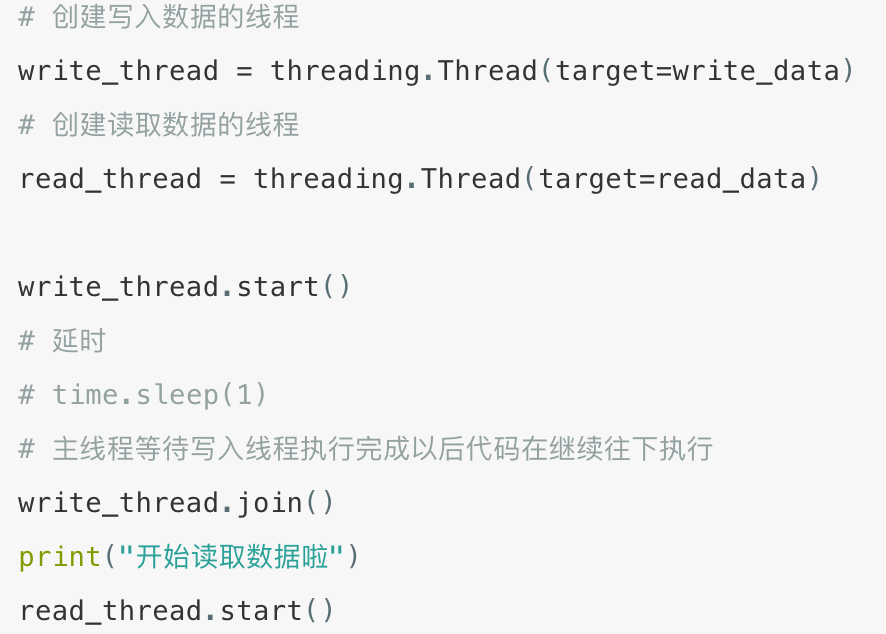 # 创建写入数据的线程
write_thread = threading.Thread(target=write_data)
# 创建读取数据的线程
read_thread = threading.Thread(target=read_data)
write_thread.start()
# 延时
# time.sleep(1)
# 主线程等待写入线程执行完成以后代码在继续往下执行
write_thread.join()
print("开始读取数据啦")
read_thread.start()